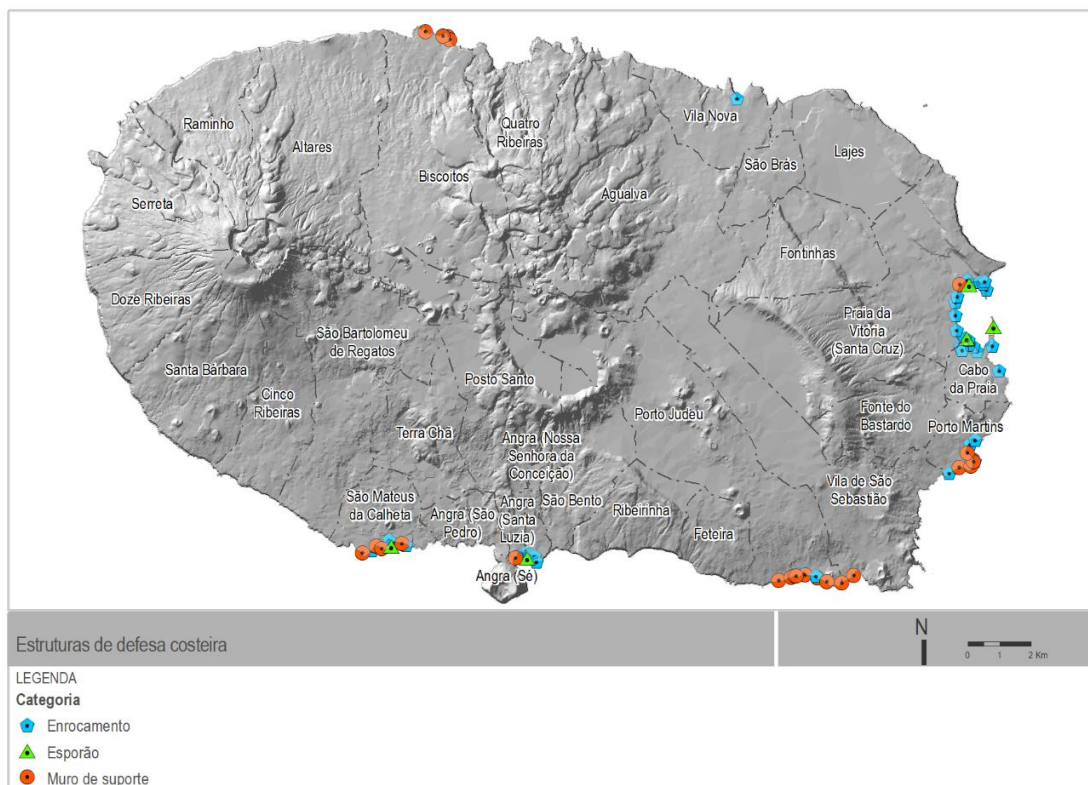 Raminho
Altares
Quatro
Ribeiras
Biscoitos
Vila Nova
São Brás
Lajes
Agualva
Serreta
Fontinhas
Doze Ribeiras
São Bartolomeu
de Regatos
Praia da
Vitória
(Santa Cruz)
Santa Bárbara
Cinco
Ribeiras
Posto Santo
Cabo
da Praia
Terra Chã
Porto Judeu
Fonte do
Bastardo
Porto Martins
Angra (Nossa
Senhora da
Conceição)
São Mateus
da Calheta
Angra (São
Pedro)
Angra
(Santa
Luzia)
São Bento
Ribeirinha
Feteira
Vila de São
Sebastião
Angra (Sé)
Estruturas de defesa costeira
N
0 1 2 Km
LEGENDA
Categoria
Enrocamento
Esporão
Muro de suporte